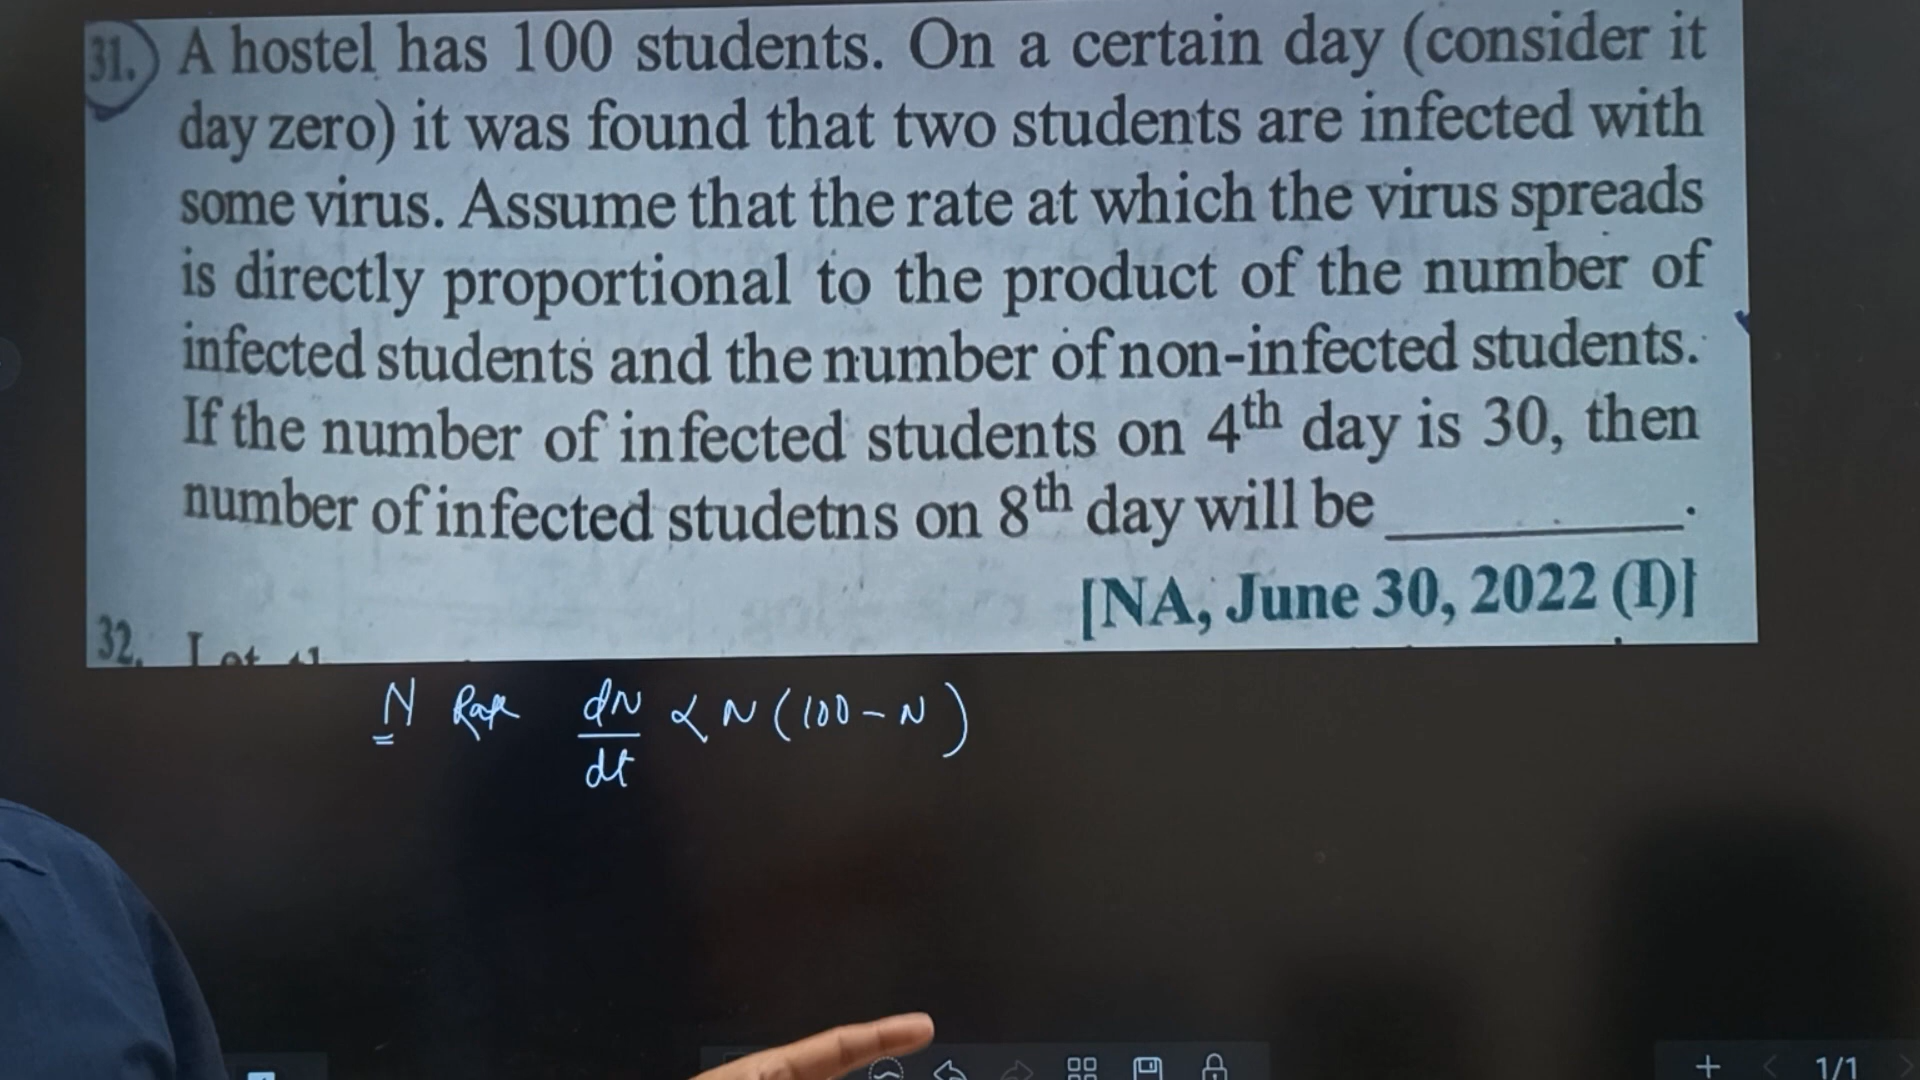 31. A hostel has 100 students. On a certain day (consider it
day zero) it was found that two students are infected with
some virus. Assume that the rate at which the virus spreads
is directly proportional to the product of the number of
infected students and the number of non-infected students.
If the number of infected students on 4th day is 30, then
number of infected studetns on 8th day will be ________.
[NA, June 30, 2022 (I)]
32.
N dN/dt ∝ N(100-N)
1/1